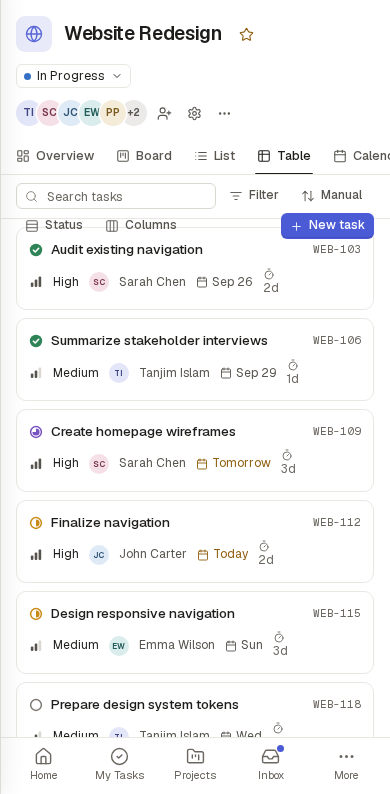 Website Redesign
In Progress
TI SC JC EW PP +2
Overview Board List Table Calen
Search tasks Filter Manual
Status Columns New task
Audit existing navigation WEB-103
High SC Sarah Chen Sep 26 2d
Summarize stakeholder interviews WEB-106
Medium TI Tanjim Islam Sep 29 1d
Create homepage wireframes WEB-109
High SC Sarah Chen Tomorrow 3d
Finalize navigation WEB-112
High JC John Carter Today 2d
Design responsive navigation WEB-115
Medium EW Emma Wilson Sun 3d
Prepare design system tokens WEB-118
Medium TI Tanjim Islam Wed
Home My Tasks Projects Inbox More